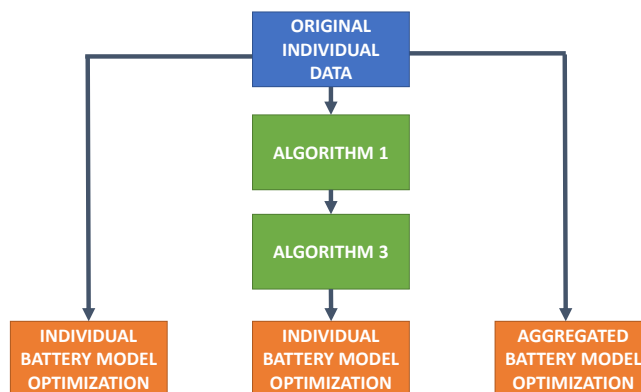 ORIGINAL
INDIVIDUAL
DATA
ALGORITHM 1
ALGORITHM 3
INDIVIDUAL
BATTERY MODEL
OPTIMIZATION
INDIVIDUAL
BATTERY MODEL
OPTIMIZATION
AGGREGATED
BATTERY MODEL
OPTIMIZATION